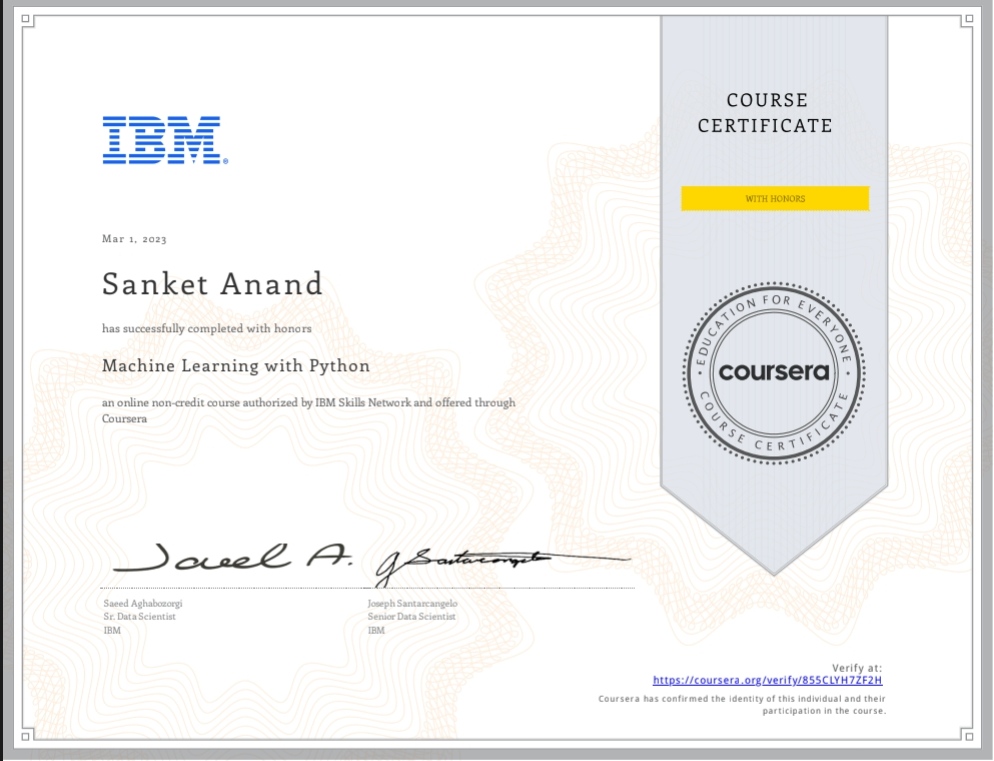 IBM®
COURSE
CERTIFICATE
WITH HONORS
EDUCATION FOR EVERYONE
coursera
COURSE CERTIFICATE
Mar 1, 2023
Sanket Anand
has successfully completed with honors
Machine Learning with Python
an online non-credit course authorized by IBM Skills Network and offered through
Coursera
Saeed Aghabozorgi
Sr. Data Scientist
IBM
Joseph Santarcangelo
Senior Data Scientist
IBM
Verify at:
https://coursera.org/verify/855CLYH7ZF2H
Coursera has confirmed the identity of this individual and their
participation in the course.